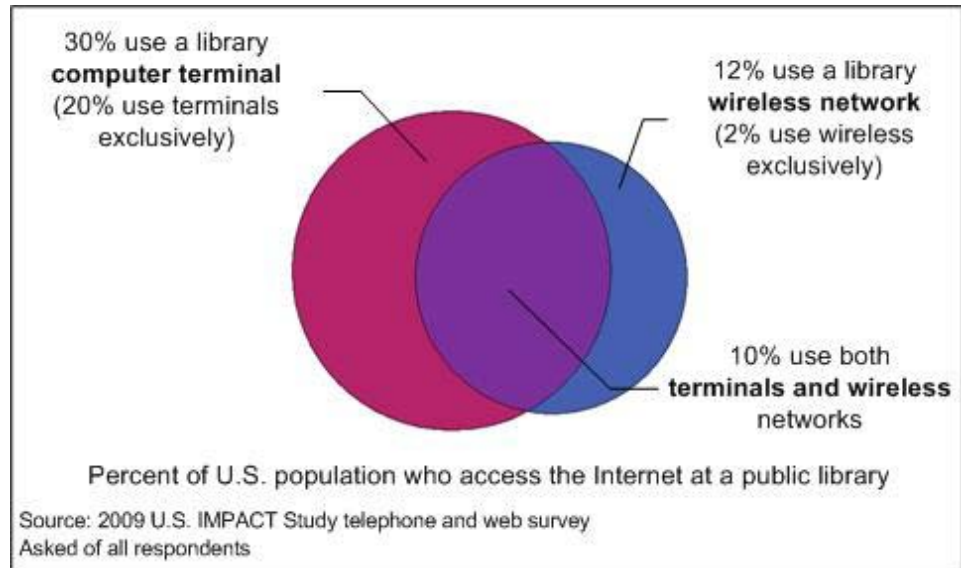 30% use a library
computer terminal
(20% use terminals
exclusively)
12% use a library
wireless network
(2% use wireless
exclusively)
10% use both
terminals and wireless
networks
Percent of U.S. population who access the Internet at a public library
Source: 2009 U.S. IMPACT Study telephone and web survey
Asked of all respondents